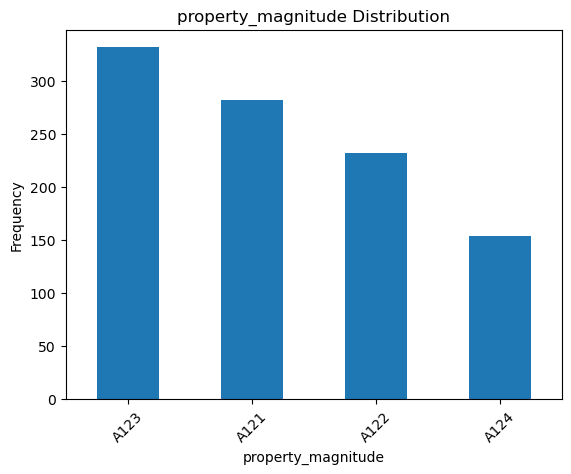 property_magnitude Distribution
Frequency
300
250
200
150
100
50
0
A123
A121
A122
A124
property_magnitude